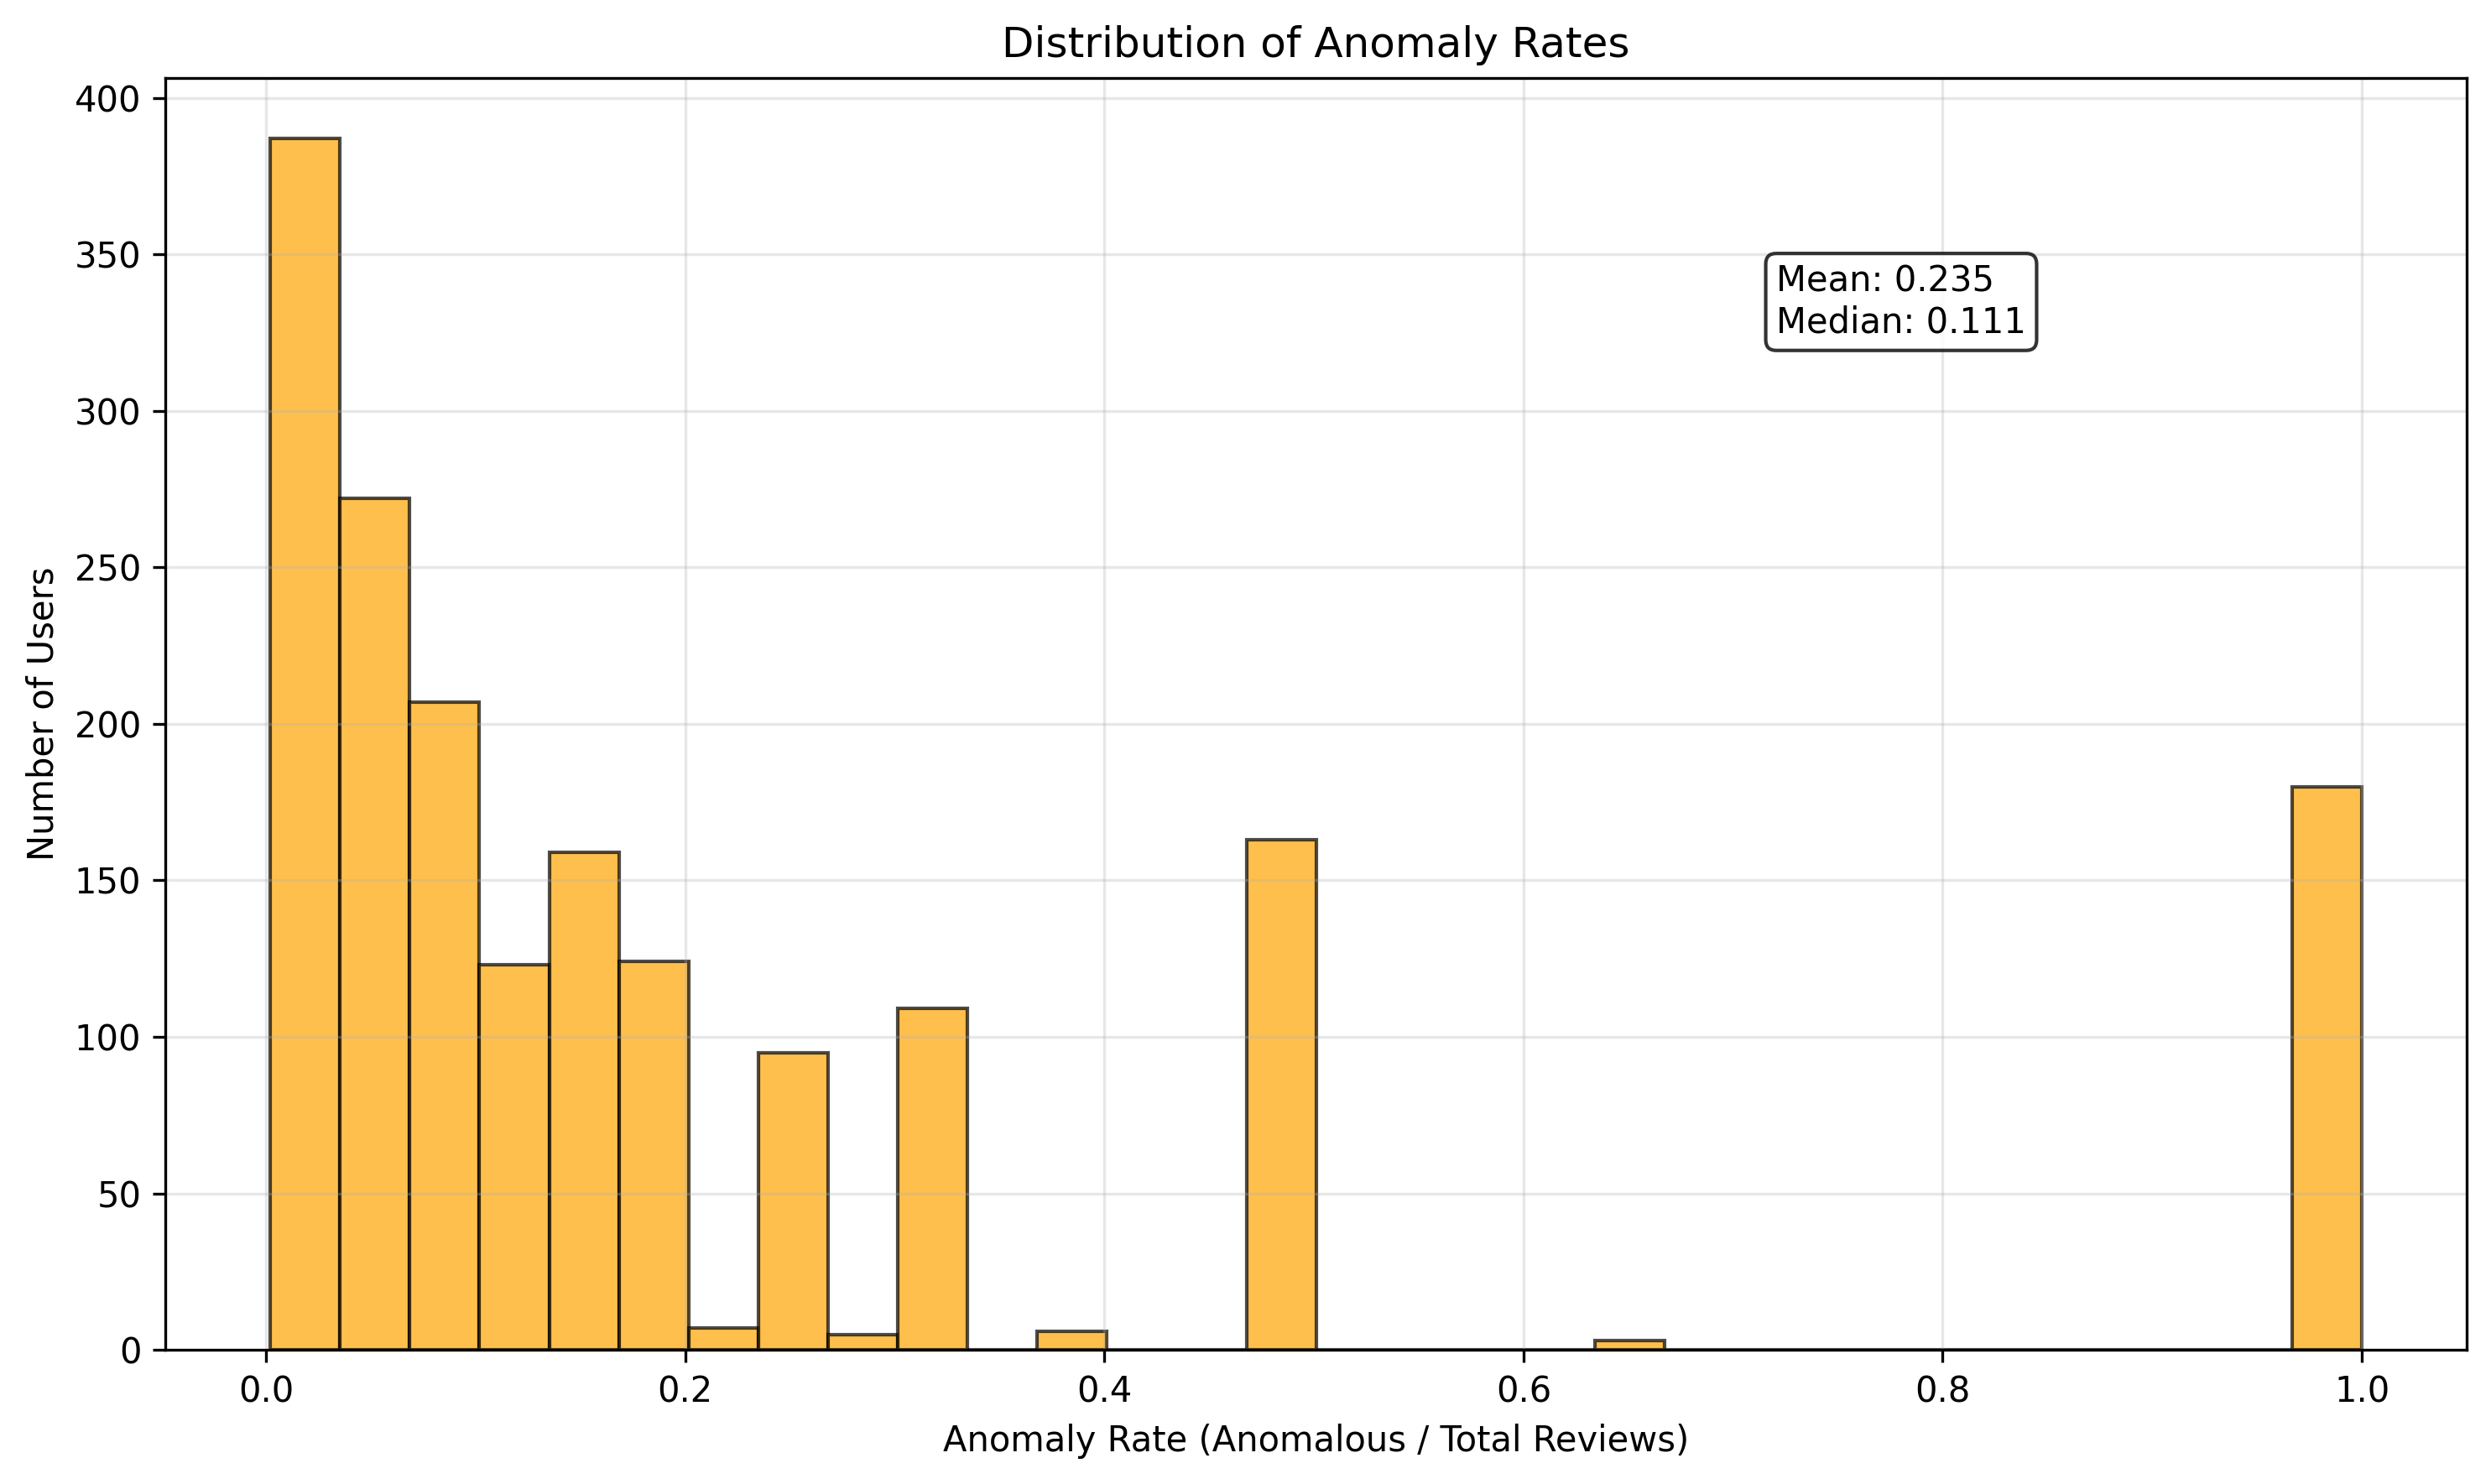 Distribution of Anomaly Rates
400
350
300
250
200
150
100
50
0
Number of Users
Mean: 0.235
Median: 0.111
0.0 0.2 0.4 0.6 0.8 1.0
Anomaly Rate (Anomalous / Total Reviews)